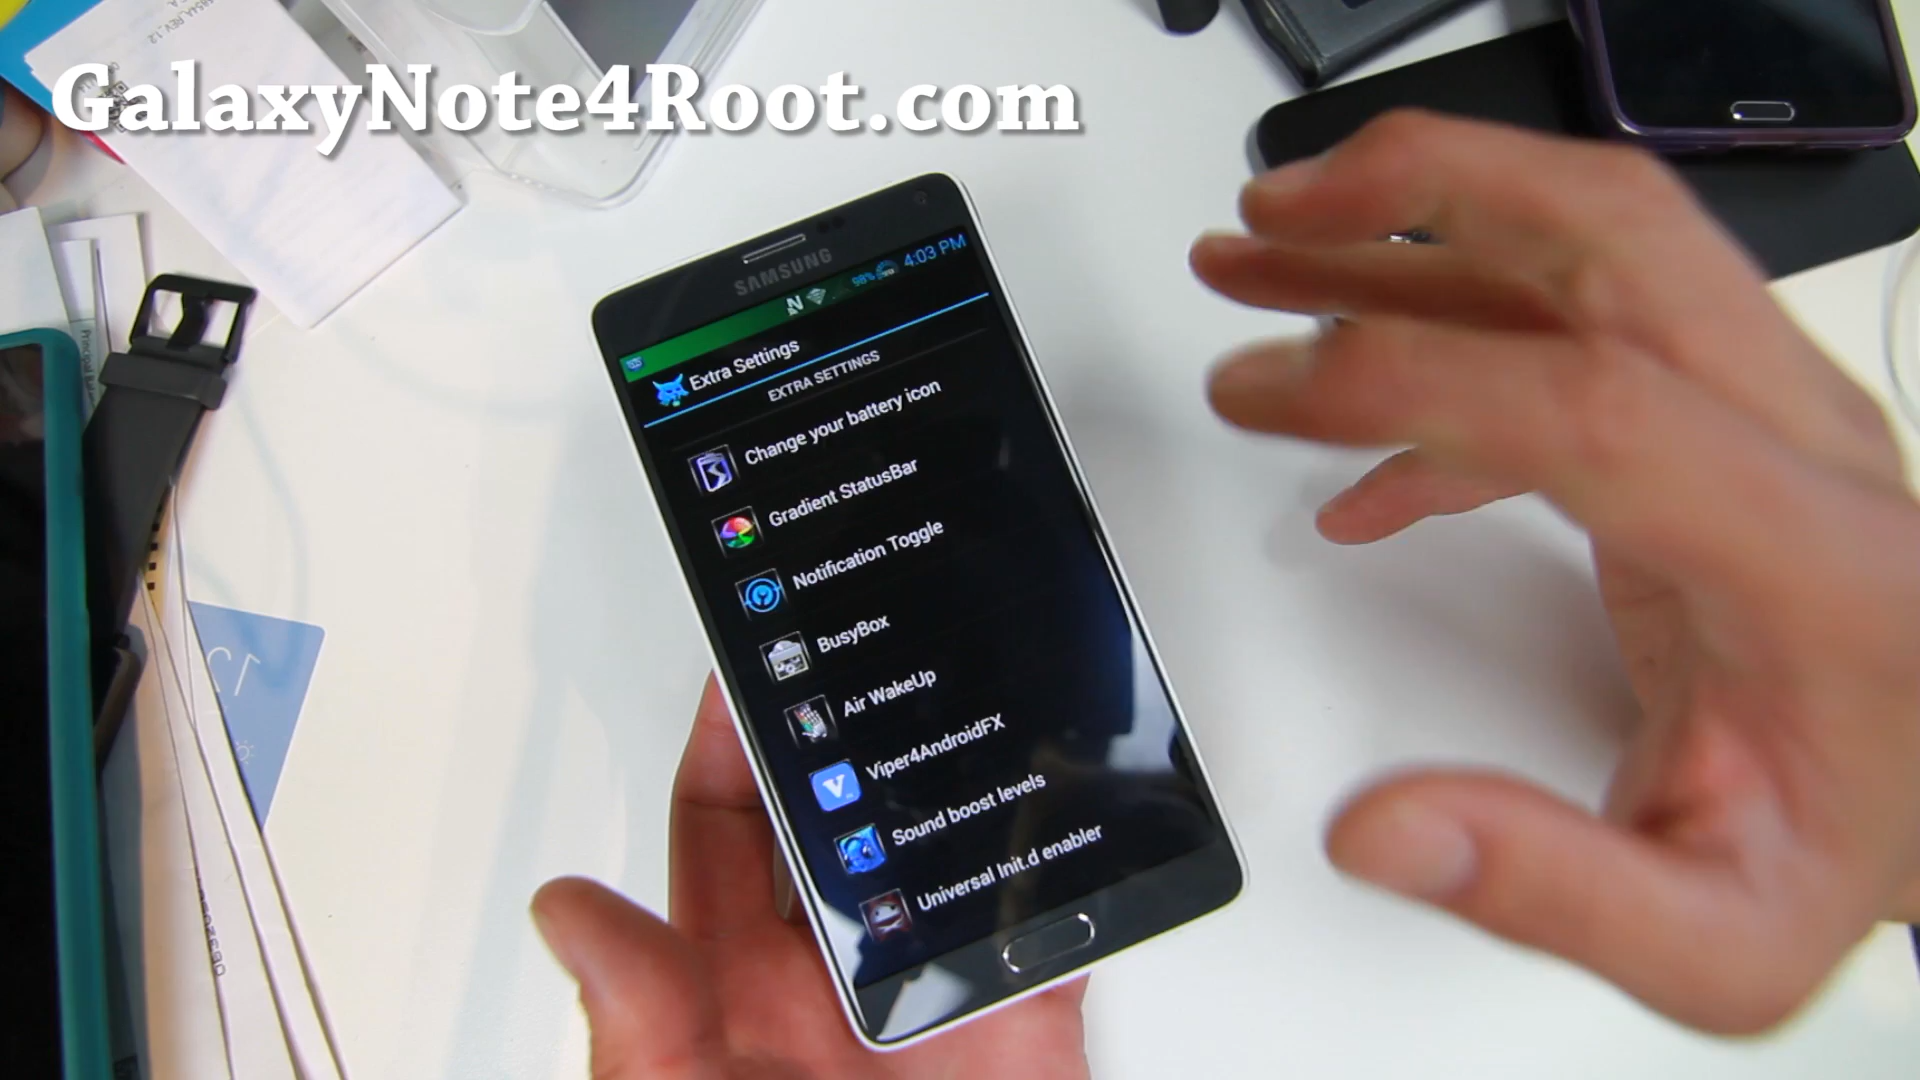 GalaxyNote4Root.com
SAMSUNG
98% 4:03 PM
Extra Settings
EXTRA SETTINGS
Change your battery icon
Gradient StatusBar
Notification Toggle
BusyBox
Air WakeUp
Viper4AndroidFX
Sound boost levels
Universal Init.d enabler